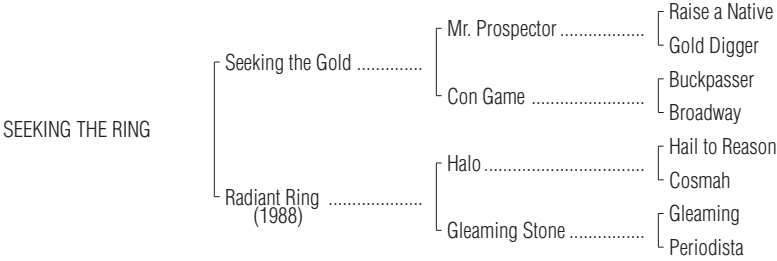 Raise a Native
Mr. Prospector ..................
Gold Digger
Seeking the Gold ..............
Buckpasser
Con Game ........................
Broadway
SEEKING THE RING
Hail to Reason
Halo ..................................
Cosmah
Radiant Ring ....................
(1988)
Gleaming
Gleaming Stone ................
Periodista